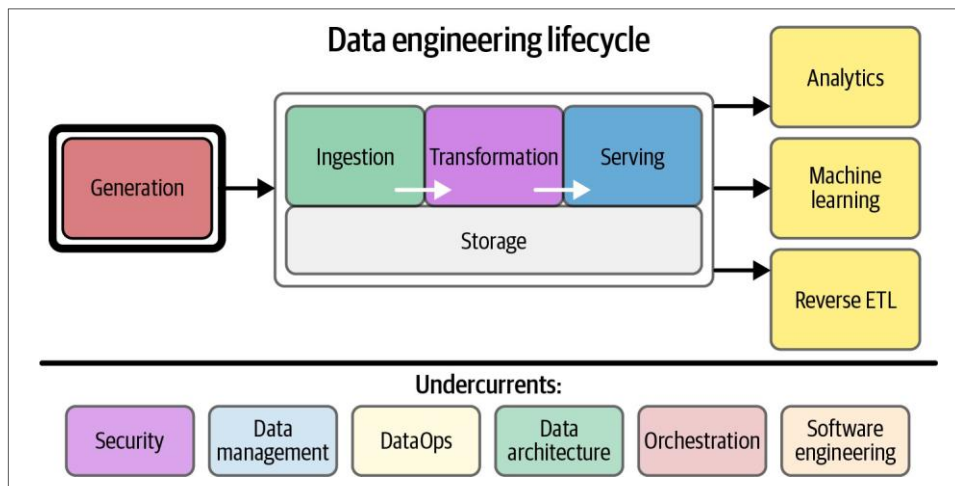 Data engineering lifecycle
Generation
Ingestion
Transformation
Serving
Storage
Analytics
Machine
learning
Reverse ETL
Undercurrents:
Security
Data
management
DataOps
Data
architecture
Orchestration
Software
engineering